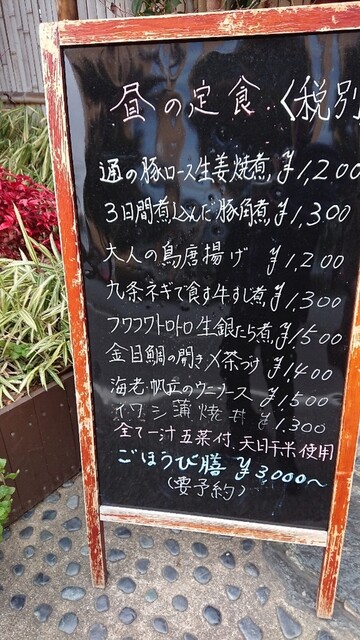 昼の定食〈税別
通の豚ロース生姜焼煮、¥1,200
3日間煮込んだ豚角煮、¥1,300
大人の鳥唐揚げ ¥1,200
九条ネギで食す牛すじ煮、¥1,300
フワフワトロトロ生銀だら煮、¥1500
金目鯛の開き〆茶づけ ¥1,400
海老・帆立のウニソース ¥1500
イワシ蒲焼丼 ¥1,300
全て一汁五菜付、天日干米使用
ごほうび膳 ¥3000〜
(要予約)